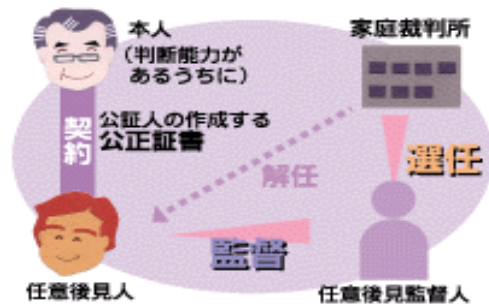 本人
(判断能力が
あるうちに)
家庭裁判所
契約
公証人の作成する
公正証書
解任
選任
監督
任意後見人
任意後見監督人